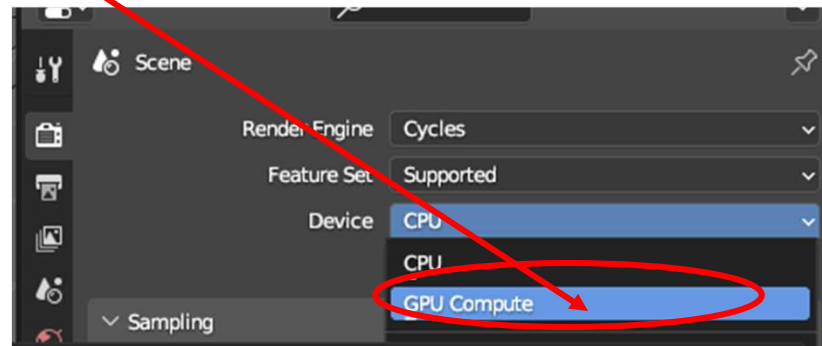 Scene
Render Engine Cycles
Feature Set Supported
Device CPU
CPU
GPU Compute
Sampling